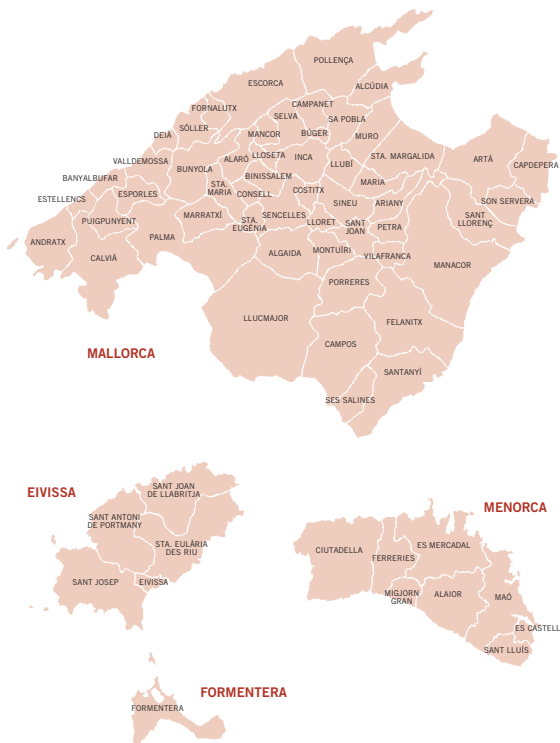 POLLENÇA
ESCORCA
ALCÚDIA
CAMPANET
FORNALUTX
SELVA
SA POBLA
SÓLLER
DEIÀ
MANCOR
BÚGER
MURO
VALLDEMOSSA
ALARÓ
LLOSETA
INCA
STA. MARGALIDA
ARTÀ
BUNYOLA
LLUBÍ
CAPDEPERA
BANYALBUFAR
BINISSALEM
MARIA
STA.
MARIA
ESPORLES
CONSELL
COSTITX
ESTELLENCS
SINEU
ARIANY
SON SERVERA
PUIGPUNYENT
MARRATXÍ
SENCELLES
STA.
EUGÈNIA
LLORET
SANT
JOAN
PETRA
SANT
LLORENÇ
ANDRATX
PALMA
CALVIÀ
ALGAIDA
MONTUÏRI
VILAFRANCA
MANACOR
PORRERES
LLUCMAJOR
FELANITX
CAMPOS
MALLORCA
SANTANYÍ
SES SALINES
EIVISSA
SANT JOAN
DE LLABRITJA
SANT ANTONI
DE PORTMANY
STA. EULÀRIA
DES RIU
SANT JOSEP
EIVISSA
MENORCA
CIUTADELLA
FERRERIES
ES MERCADAL
MIGJORN
GRAN
ALAIOR
MAÓ
ES CASTELL
SANT LLUÍS
FORMENTERA
FORMENTERA